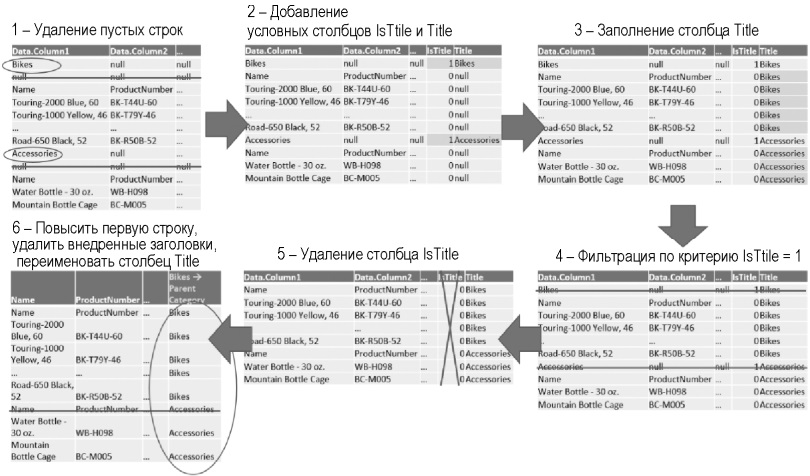 1 – Удаление пустых строк
Data.Column1 Data.Column2 ...
Bikes null null
null null null
Name ProductNumber ...
Touring-2000 Blue, 60 BK-T44U-60 ...
Touring-1000 Yellow, 46 BK-T79Y-46 ...
... ...
Road-650 Black, 52 BK-R50B-52 ...
Accessories null ...
null null null
Name ProductNumber ...
Water Bottle - 30 oz. WB-H098 ...
Mountain Bottle Cage BC-M005 ...
2 – Добавление
условных столбцов IsTtile и Title
Data.Column1 Data.Column2 ... IsTitle Title
Bikes null null 1 Bikes
Name ProductNumber ... 0 null
Touring-2000 Blue, 60 BK-T44U-60 ... 0 null
Touring-1000 Yellow, 46 BK-T79Y-46 ... 0 null
... ... 0 null
Road-650 Black, 52 BK-R50B-52 ... 0 null
Accessories null null 1 Accessories
Name ProductNumber ... 0 null
Water Bottle - 30 oz. WB-H098 ... 0 null
Mountain Bottle Cage BC-M005 ... 0 null
3 – Заполнение столбца Title
Data.Column1 Data.Column2 ... IsTitle Title
Bikes null null 1 Bikes
Name ProductNumber ... 0 Bikes
Touring-2000 Blue, 60 BK-T44U-60 ... 0 Bikes
Touring-1000 Yellow, 46 BK-T79Y-46 ... 0 Bikes
... ... 0 Bikes
Road-650 Black, 52 BK-R50B-52 ... 0 Bikes
Accessories null null 1 Accessories
Name ProductNumber ... 0 Accessories
Water Bottle - 30 oz. WB-H098 ... 0 Accessories
Mountain Bottle Cage BC-M005 ... 0 Accessories
4 – Фильтрация по критерию IsTtile = 1
Data.Column1 Data.Column2 ... IsTitle Title
Bikes null null 1 Bikes
Name ProductNumber ... 0 Bikes
Touring-2000 Blue, 60 BK-T44U-60 ... 0 Bikes
Touring-1000 Yellow, 46 BK-T79Y-46 ... 0 Bikes
... ... 0 Bikes
Road-650 Black, 52 BK-R50B-52 ... 0 Bikes
Accessories null null 1 Accessories
Name ProductNumber ... 0 Accessories
Water Bottle - 30 oz. WB-H098 ... 0 Accessories
Mountain Bottle Cage BC-M005 ... 0 Accessories
5 – Удаление столбца IsTitle
Data.Column1 Data.Column2 ... IsTitle Title
Name ProductNumber ... 0 Bikes
Touring-2000 Blue, 60 BK-T44U-60 ... 0 Bikes
Touring-1000 Yellow, 46 BK-T79Y-46 ... 0 Bikes
... ... 0 Bikes
Road-650 Black, 52 BK-R50B-52 ... 0 Bikes
Name ProductNumber ... 0 Accessories
Water Bottle - 30 oz. WB-H098 ... 0 Accessories
Mountain Bottle Cage BC-M005 ... 0 Accessories
6 – Повысить первую строку,
удалить внедренные заголовки,
переименовать столбец Title
Bikes →
Parent
Name ProductNumber ... Category
Name ProductNumber ... Bikes
Touring-2000
Blue, 60 BK-T44U-60 ... Bikes
Touring-1000
Yellow, 46 BK-T79Y-46 ... Bikes
... ... ... Bikes
Road-650 Black,
52 BK-R50B-52 ... Bikes
Name ProductNumber ... Accessories
Water Bottle -
30 oz. WB-H098 ... Accessories
Mountain
Bottle Cage BC-M005 ... Accessories